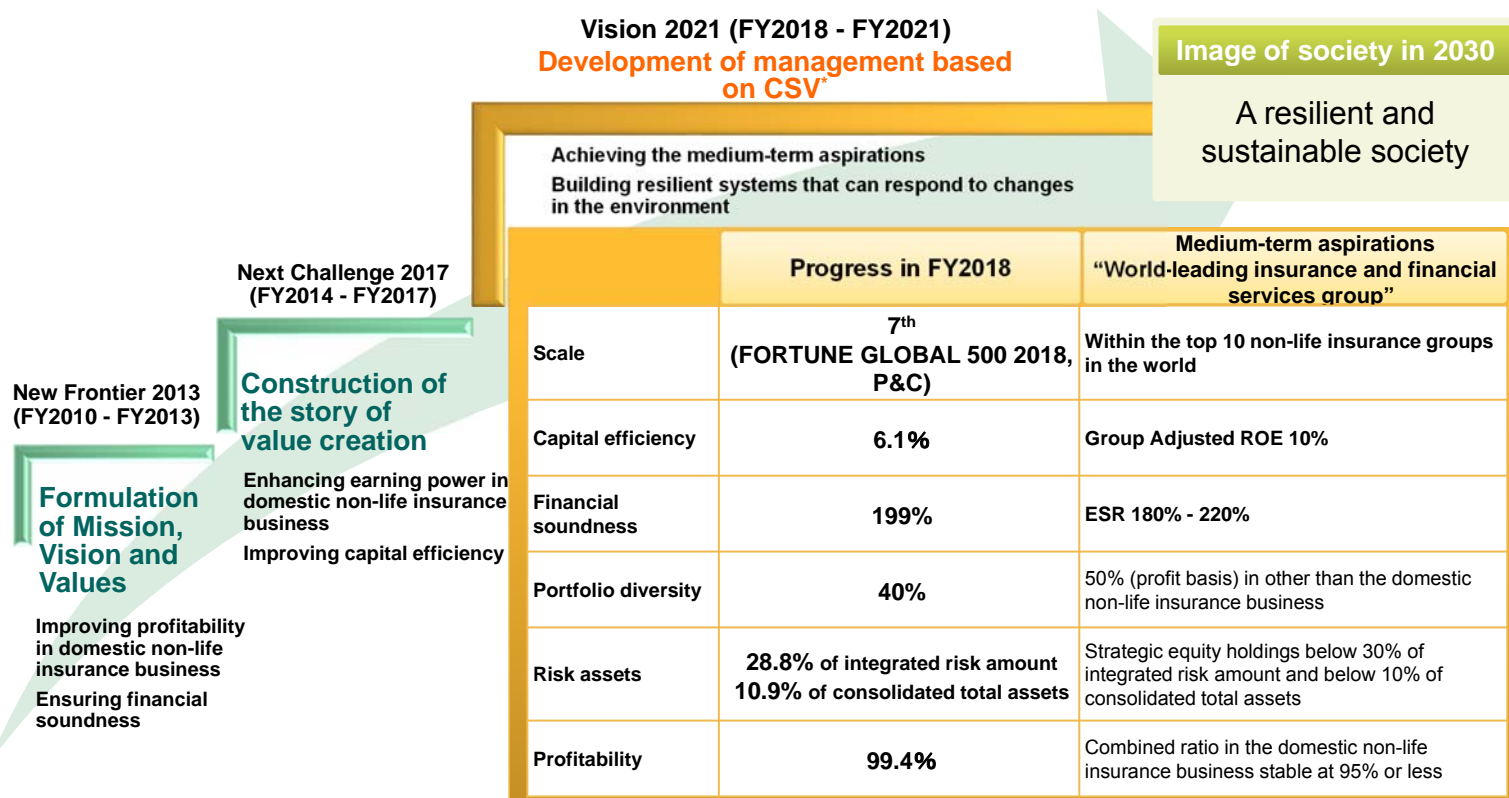 Vision 2021 (FY2018 - FY2021)
Development of management based
on CSV*
Image of society in 2030
A resilient and
sustainable society
Achieving the medium-term aspirations
Building resilient systems that can respond to changes
in the environment
Next Challenge 2017
(FY2014 - FY2017)
Construction of
the story of
value creation
Enhancing earning power in
domestic non-life insurance
business
Improving capital efficiency
New Frontier 2013
(FY2010 - FY2013)
Formulation
of Mission,
Vision and
Values
Improving profitability
in domestic non-life
insurance business
Ensuring financial
soundness
Progress in FY2018
Medium-term aspirations
“World-leading insurance and financial
services group”
Scale
7th
(FORTUNE GLOBAL 500 2018,
P&C)
Within the top 10 non-life insurance groups
in the world
Capital efficiency
6.1%
Group Adjusted ROE 10%
Financial
soundness
199%
ESR 180% - 220%
Portfolio diversity
40%
50% (profit basis) in other than the domestic
non-life insurance business
Risk assets
28.8% of integrated risk amount
10.9% of consolidated total assets
Strategic equity holdings below 30% of
integrated risk amount and below 10% of
consolidated total assets
Profitability
99.4%
Combined ratio in the domestic non-life
insurance business stable at 95% or less